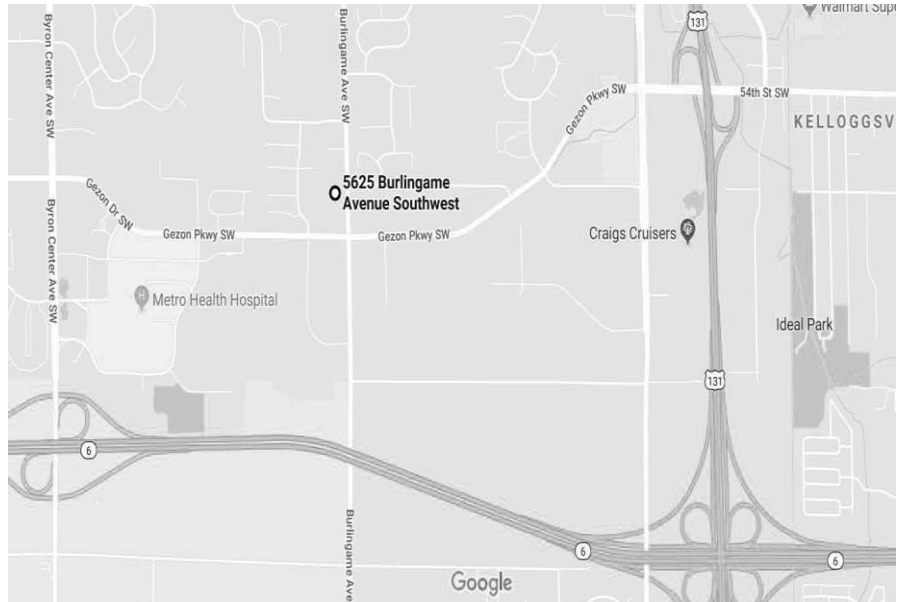 Walmart Supe
131
Byron Center Ave SW
Burlingame Ave SW
54th St SW
Gezon Pkwy SW
KELLOGGSV
5625 Burlingame
Avenue Southwest
Gezon Dr SW
Byron Center Ave SW
Gezon Pkwy SW
Gezon Pkwy SW
Craigs Cruisers
H
Metro Health Hospital
Ideal Park
131
6
Burlingame Ave
6
6
Google